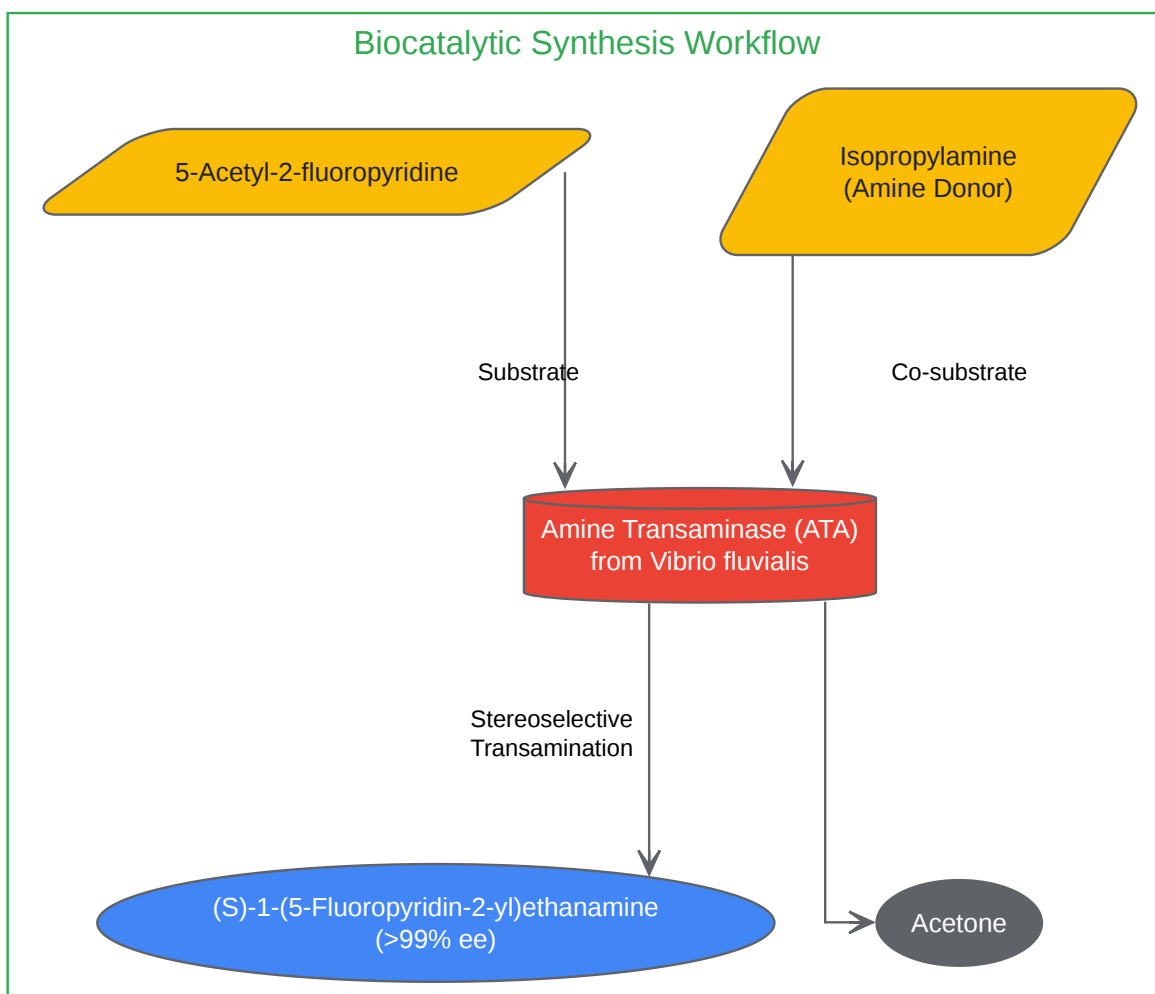 Biocatalytic Synthesis Workflow
5-Acetyl-2-fluoropyridine
Isopropylamine
(Amine Donor)
Substrate
Co-substrate
Amine Transaminase (ATA)
from Vibrio fluvialis
Stereoselective
Transamination
(S)-1-(5-Fluoropyridin-2-yl)ethanamine
(>99% ee)
Acetone